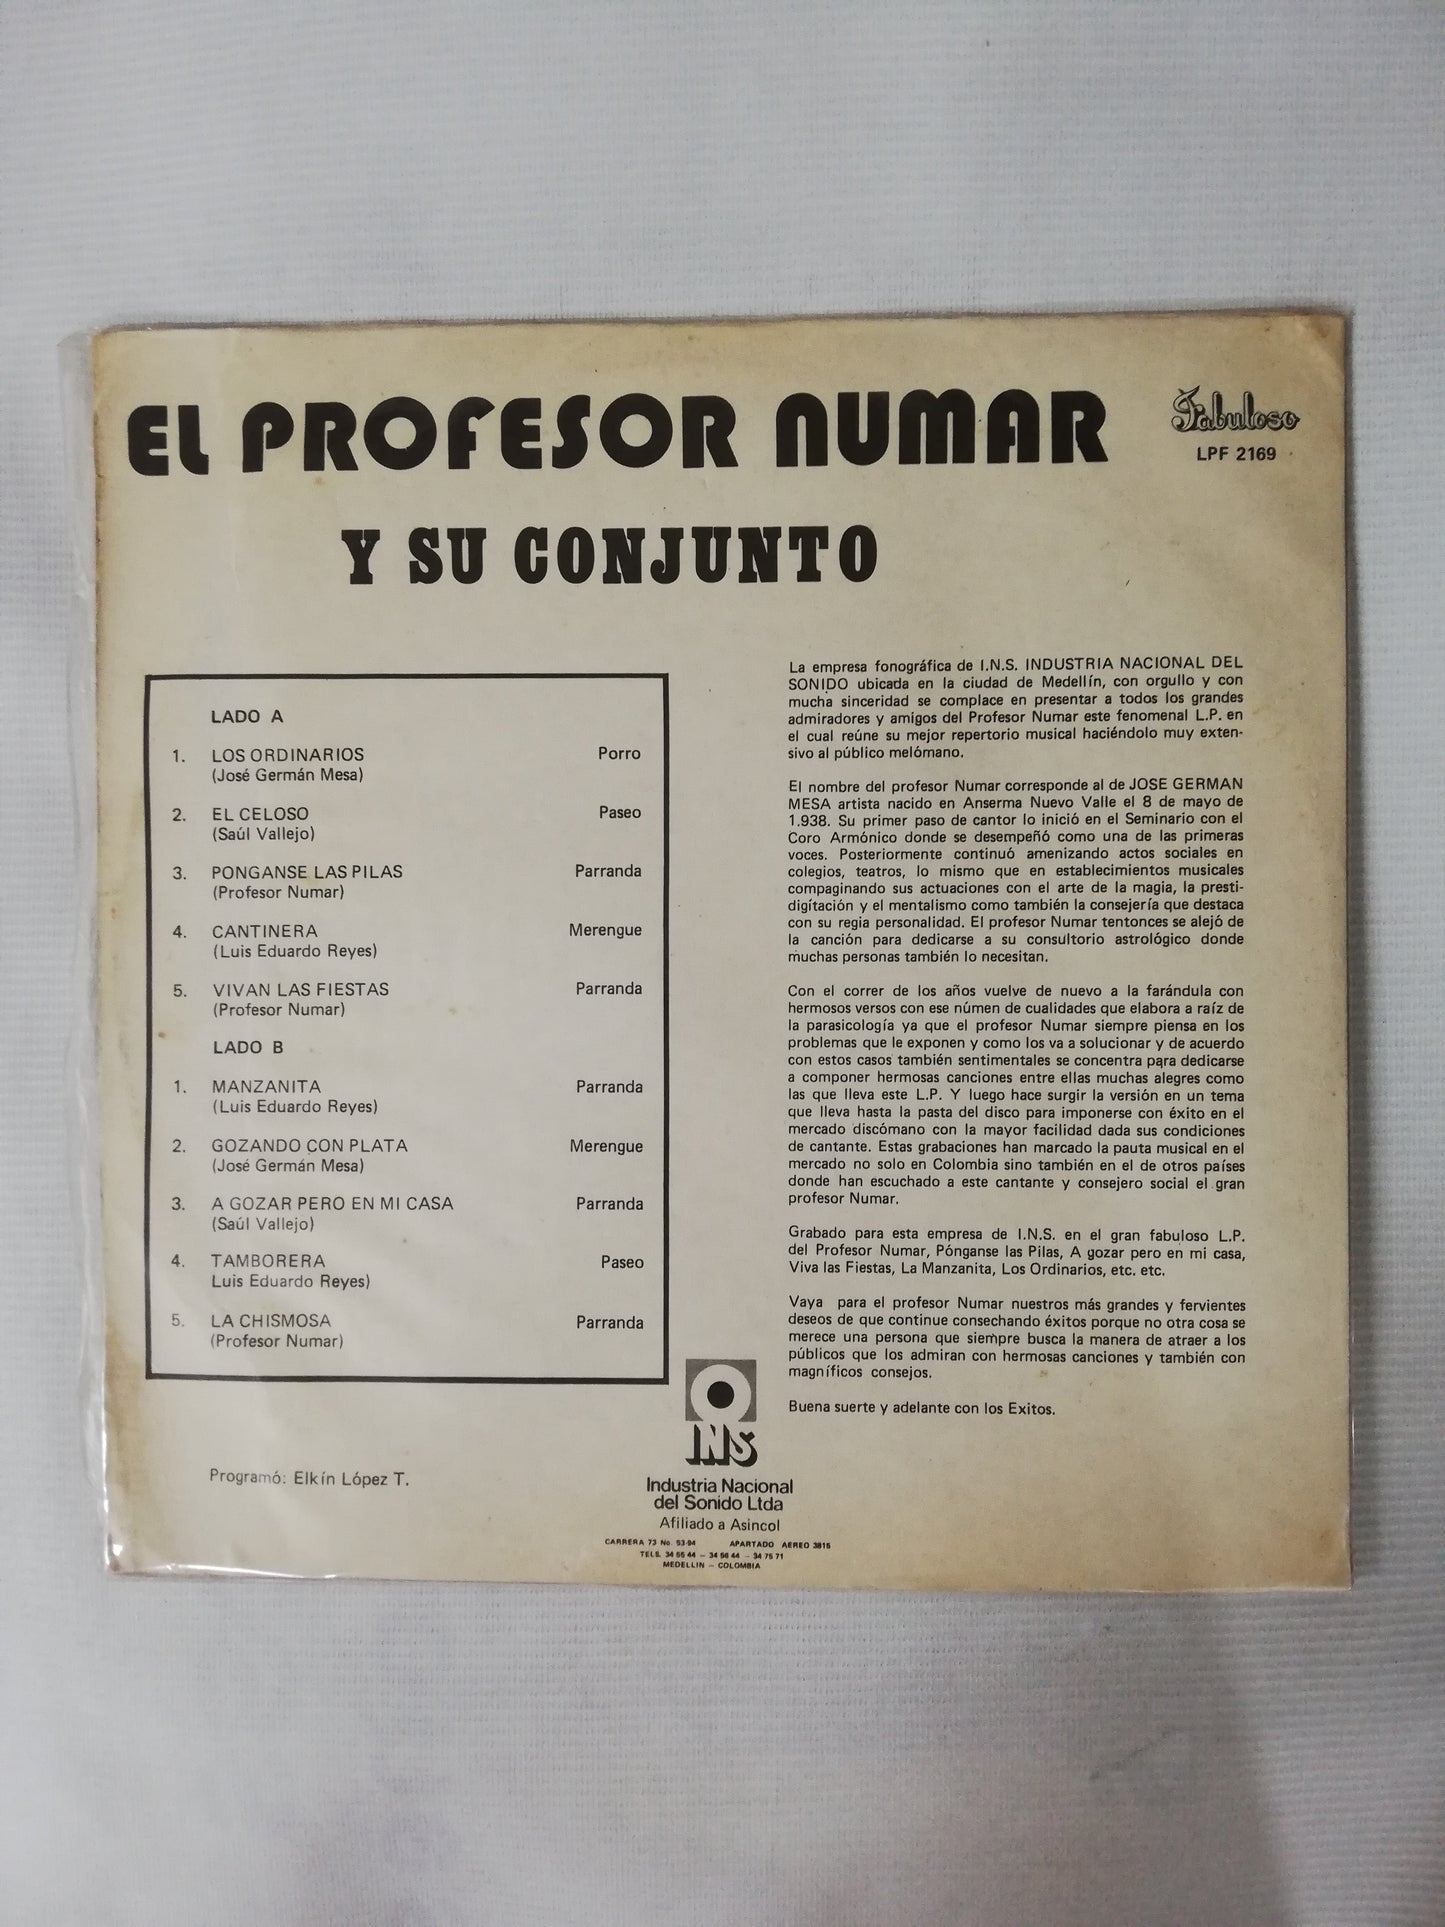 EL PROFESOR NUMAR
Fabuloso
LPF 2169
Y SU CONJUNTO
LADO A
1. LOS ORDINARIOS Porro
(José Germán Mesa)
2. EL CELOSO Paseo
(Saúl Vallejo)
3. PONGANSE LAS PILAS Parranda
(Profesor Numar)
4. CANTINERA Merengue
(Luis Eduardo Reyes)
5. VIVAN LAS FIESTAS Parranda
(Profesor Numar)
LADO B
1. MANZANITA Parranda
(Luis Eduardo Reyes)
2. GOZANDO CON PLATA Merengue
(José Germán Mesa)
3. A GOZAR PERO EN MI CASA Parranda
(Saúl Vallejo)
4. TAMBORERA Paseo
Luis Eduardo Reyes)
5. LA CHISMOSA Parranda
(Profesor Numar)
Programó: Elkín López T.
La empresa fonográfica de I.N.S. INDUSTRIA NACIONAL DEL
SONIDO ubicada en la ciudad de Medellín, con orgullo y con
mucha sinceridad se complace en presentar a todos los grandes
admiradores y amigos del Profesor Numar este fenomenal L.P. en
el cual reúne su mejor repertorio musical haciéndolo muy exten-
sivo al público melómano.
El nombre del profesor Numar corresponde al de JOSE GERMAN
MESA artista nacido en Anserma Nuevo Valle el 8 de mayo de
1.938. Su primer paso de cantor lo inició en el Seminario con el
Coro Armónico donde se desempeñó como una de las primeras
voces. Posteriormente continuó amenizando actos sociales en
colegios, teatros, lo mismo que en establecimientos musicales
compaginando sus actuaciones con el arte de la magia, la presti-
digítación y el mentalismo como también la consejería que destaca
con su regia personalidad. El profesor Numar tentonces se alejó de
la canción para dedicarse a su consultorio astrológico donde
muchas personas también lo necesitan.
Con el correr de los años vuelve de nuevo a la farándula con
hermosos versos con ese númen de cualidades que elabora a raíz de
la parasicología ya que el profesor Numar siempre piensa en los
problemas que le exponen y como los va a solucionar y de acuerdo
con estos casos también sentimentales se concentra para dedicarse
a componer hermosas canciones entre ellas muchas alegres como
las que lleva este L.P. Y luego hace surgir la versión en un tema
que lleva hasta la pasta del disco para imponerse con éxito en el
mercado discómano con la mayor facilidad dada sus condiciones
de cantante. Estas grabaciones han marcado la pauta musical en el
mercado no solo en Colombia sino también en el de otros países
donde han escuchado a este cantante y consejero social el gran
profesor Numar.
Grabado para esta empresa de I.N.S. en el gran fabuloso L.P.
del Profesor Numar, Pónganse las Pilas, A gozar pero en mi casa,
Viva las Fiestas, La Manzanita, Los Ordinarios, etc. etc.
Vaya para el profesor Numar nuestros más grandes y fervientes
deseos de que continue consechando éxitos porque no otra cosa se
merece una persona que siempre busca la manera de atraer a los
públicos que los admiran con hermosas canciones y también con
magníficos consejos.
Buena suerte y adelante con los Exitos.
INS
Industria Nacional
del Sonido Ltda
Afiliado a Asincol
CARRERA 73 No. 53-94 APARTADO AEREO 3815
TELS. 34 55 44 – 34 56 44 – 34 75 71
MEDELLIN – COLOMBIA